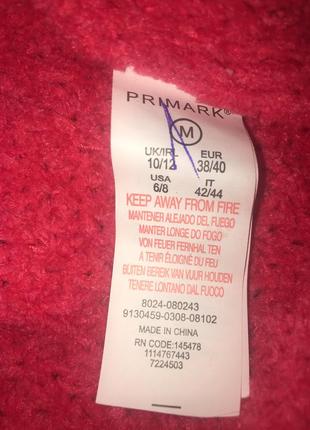 PRIMARK®
M
UK/IRL EUR
10/12 38/40
USA IT
6/8 42/44
KEEP AWAY FROM FIRE
MANTENER ALEJADO DEL FUEGO
MANTER LONGE DO FOGO
VON FEUER FERNHAL TEN
A TENIR ÉLOIGNÉ DU FEU
BUITEN BEREIK VAN VUUR HOUDEN
TENERE LONTANO DAL FUOCO
8024-080243
9130459-0308-08102
MADE IN CHINA
RN CODE:145478
1114767443
7224503